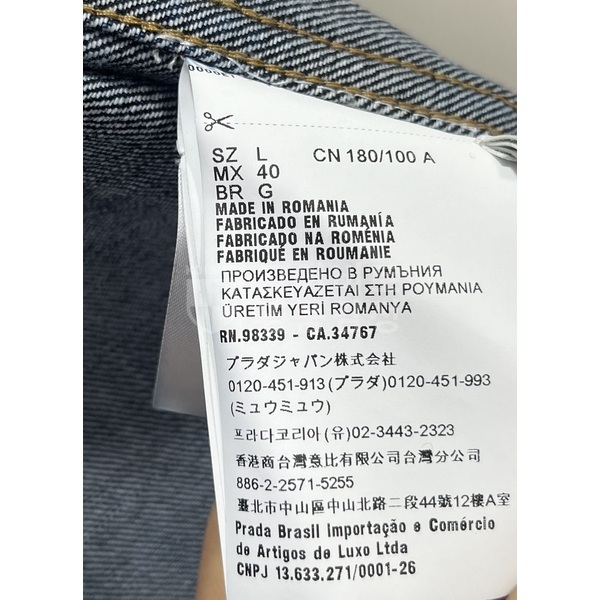 SZ L CN 180/100 A
MX 40
BR G
MADE IN ROMANIA
FABRICADO EN RUMANÍA
FABRICADO NA ROMÉNIA
FABRIQUÉ EN ROUMANIE
ПРОИЗВЕДЕНО В РУМЪНИЯ
ΚΑΤΑΣΚΕΥΑΖΕΤΑΙ ΣΤΗ ΡΟΥΜΑΝΙΑ
ÜRETİM YERİ ROMANYA
RN.98339 - CA.34767
プラダジャパン株式会社
0120-451-913(プラダ)0120-451-993
(ミュウミュウ)
프라다코리아(유)02-3443-2323
香港商台灣意比有限公司台灣分公司
886-2-2571-5255
臺北市中山區中山北路二段44號12樓A室
Prada Brasil Importação e Comércio
de Artigos de Luxo Ltda
CNPJ 13.633.271/0001-26